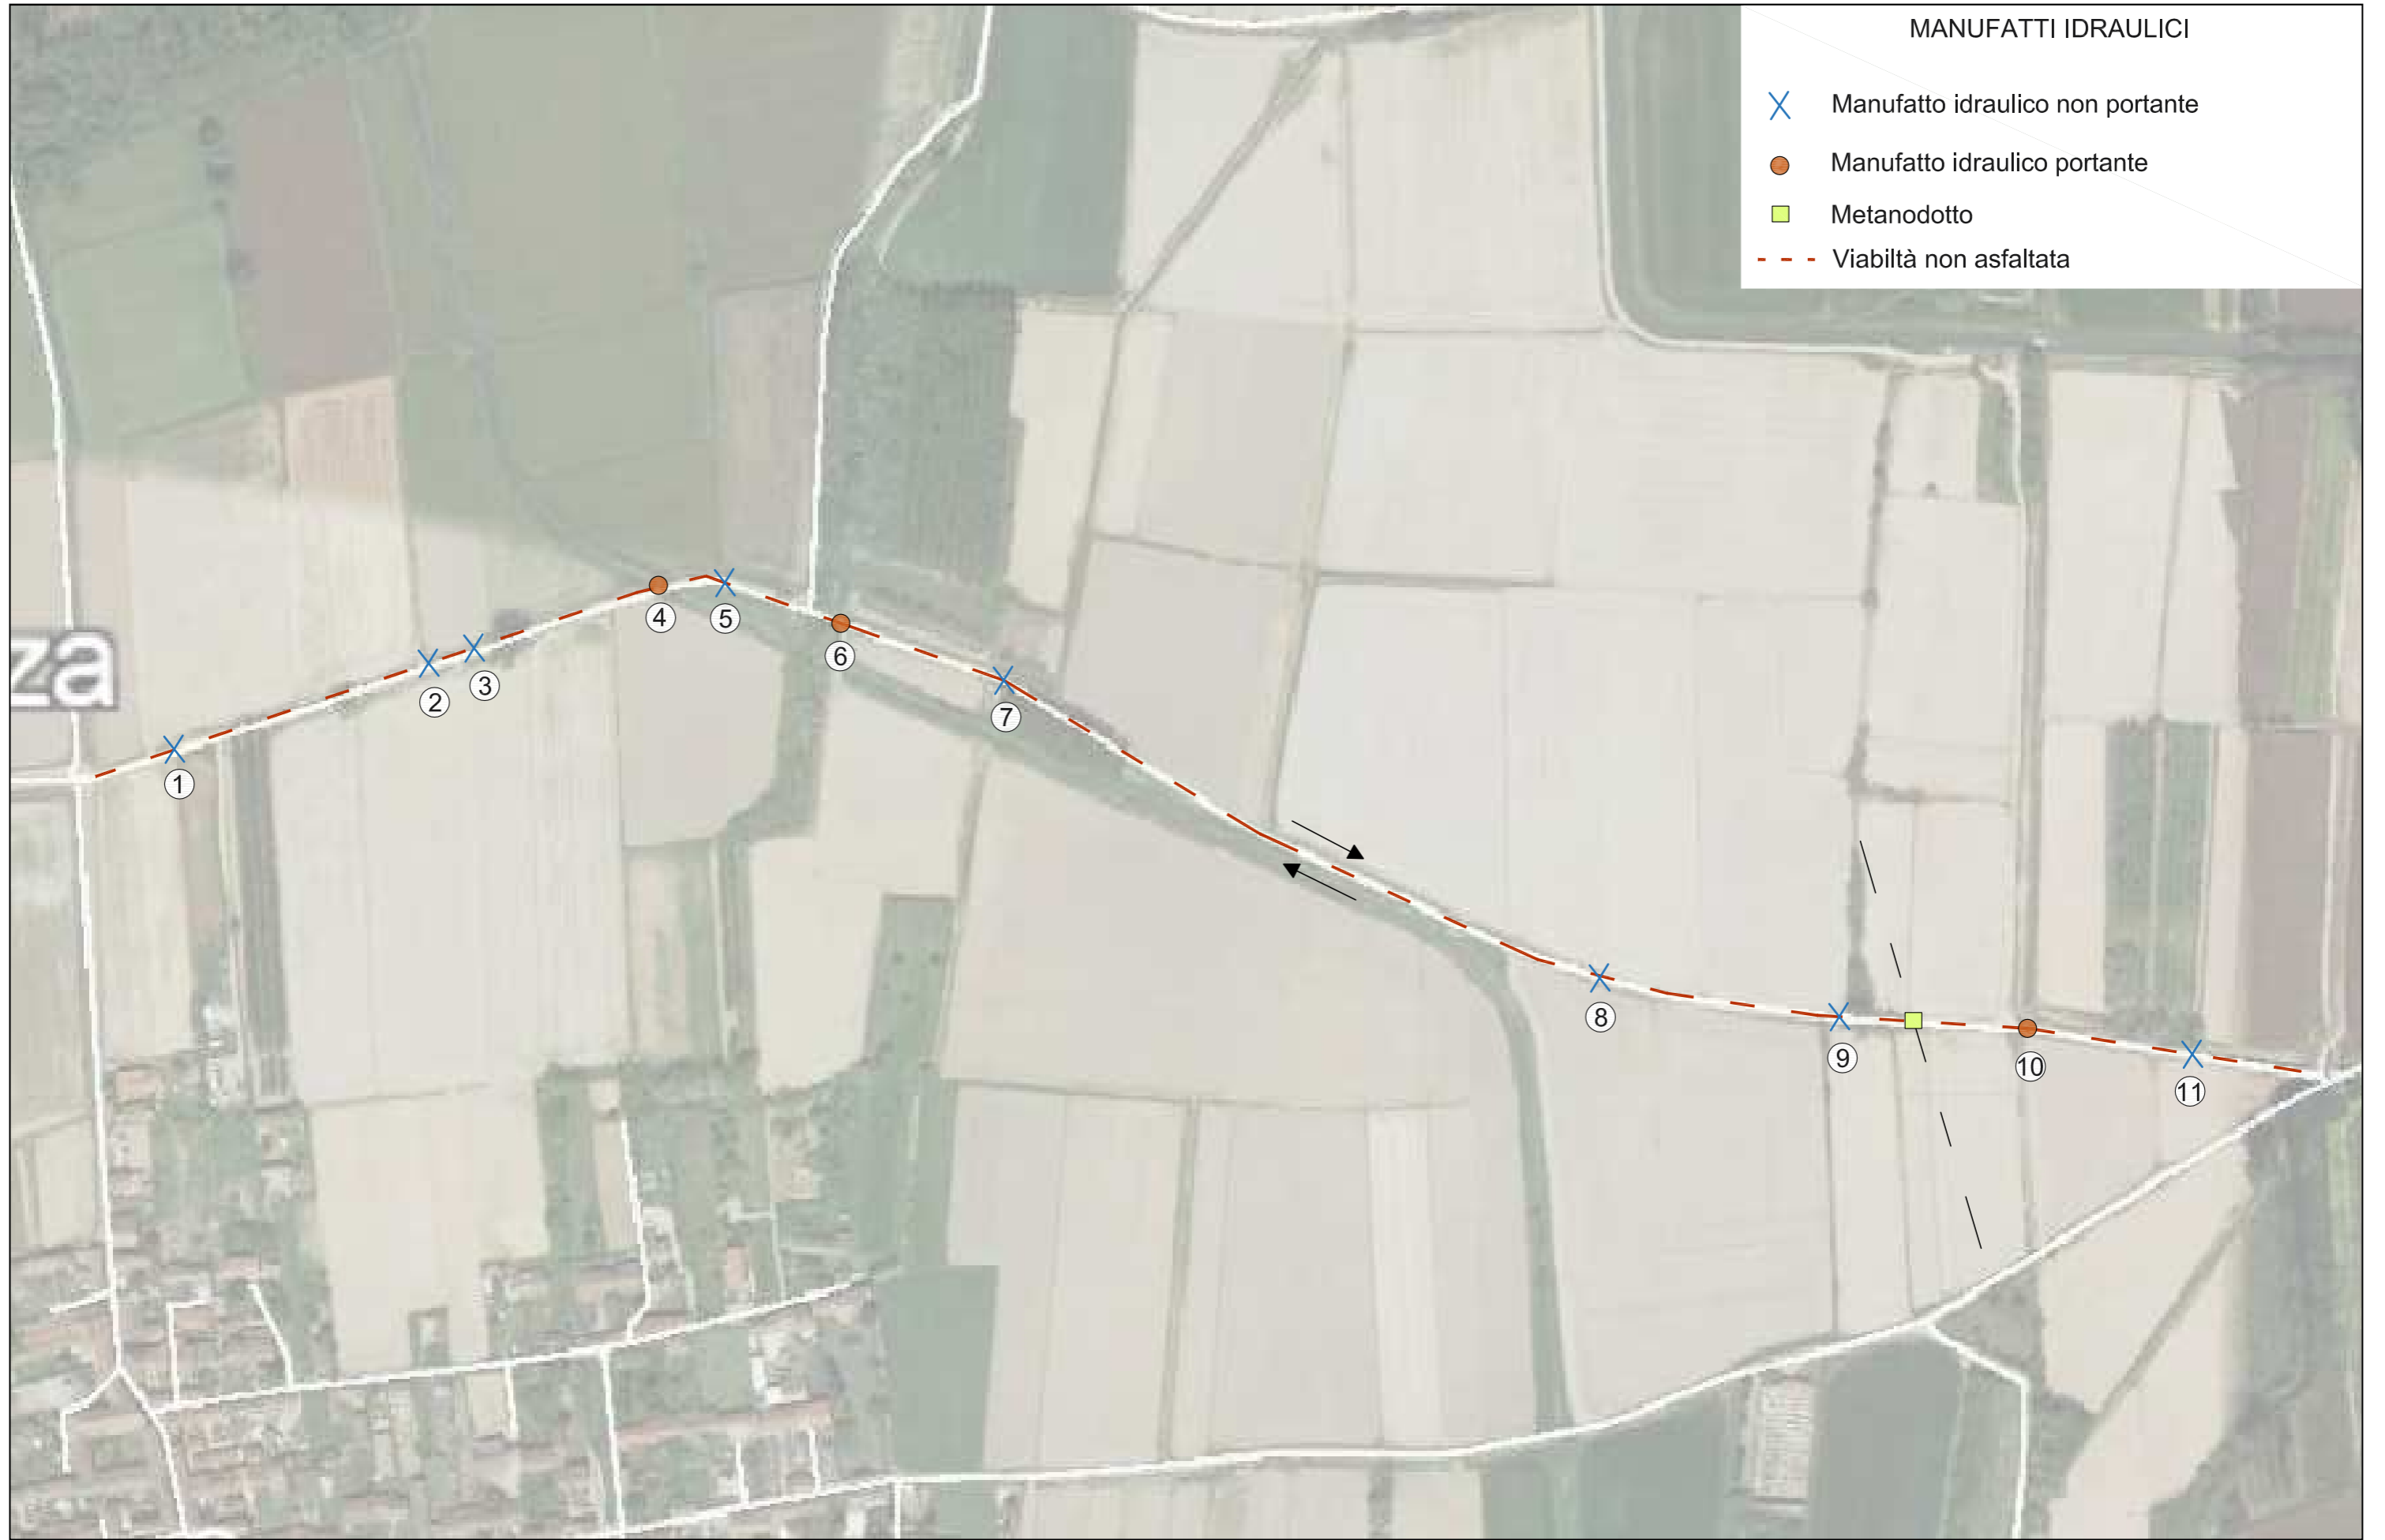 MANUFATTI IDRAULICI
Manufatto idraulico non portante
Manufatto idraulico portante
Metanodotto
Viabiltà non asfaltata
za
1
2
3
4
5
6
7
8
9
10
11